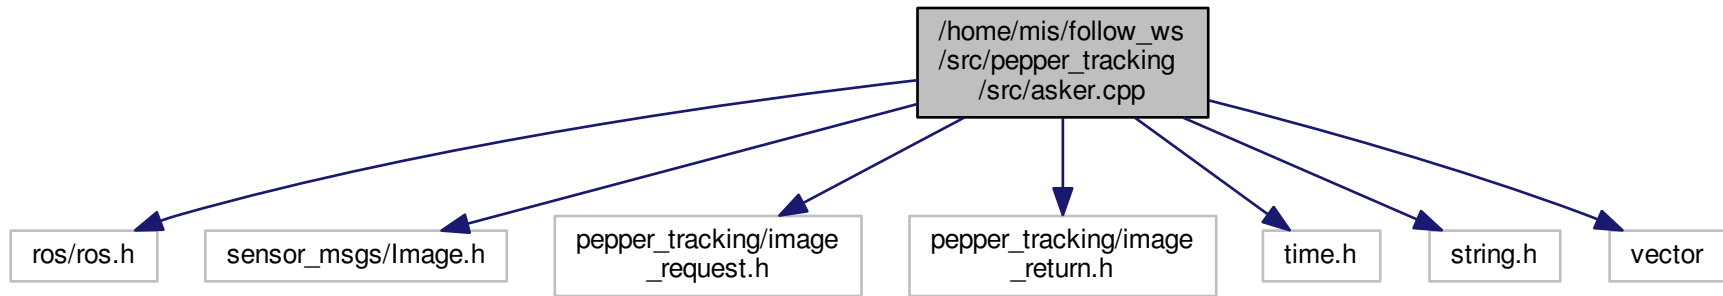 /home/mis/follow_ws
/src/pepper_tracking
/src/asker.cpp
ros/ros.h
sensor_msgs/Image.h
pepper_tracking/image
_request.h
pepper_tracking/image
_return.h
time.h
string.h
vector